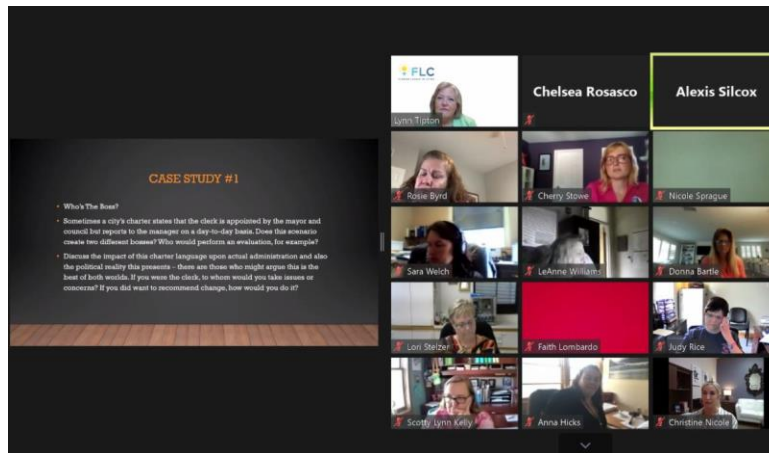 CASE STUDY #1
• Who's The Boss?
• Sometimes a city's charter states that the clerk is appointed by the mayor and
council but reports to the manager on a day-to-day basis. Does this scenario
create two different bosses? Who would perform an evaluation, for example?
• Discuss the impact of this charter language upon actual administration and also
the political reality this presents – there are those who might argue this is the
best of both worlds. If you were the clerk, to whom would you take issues or
concerns? If you did want to recommend change, how would you do it?
FLC
Lynn Tipton
Chelsea Rosasco
Alexis Silcox
Rosie Byrd
Cherry Stowe
Nicole Sprague
Sara Welch
LeAnne Williams
Donna Bartle
Lori Stelzer
Faith Lombardo
Judy Rice
Scotty Lynn Kelly
Anna Hicks
Christine Nicole